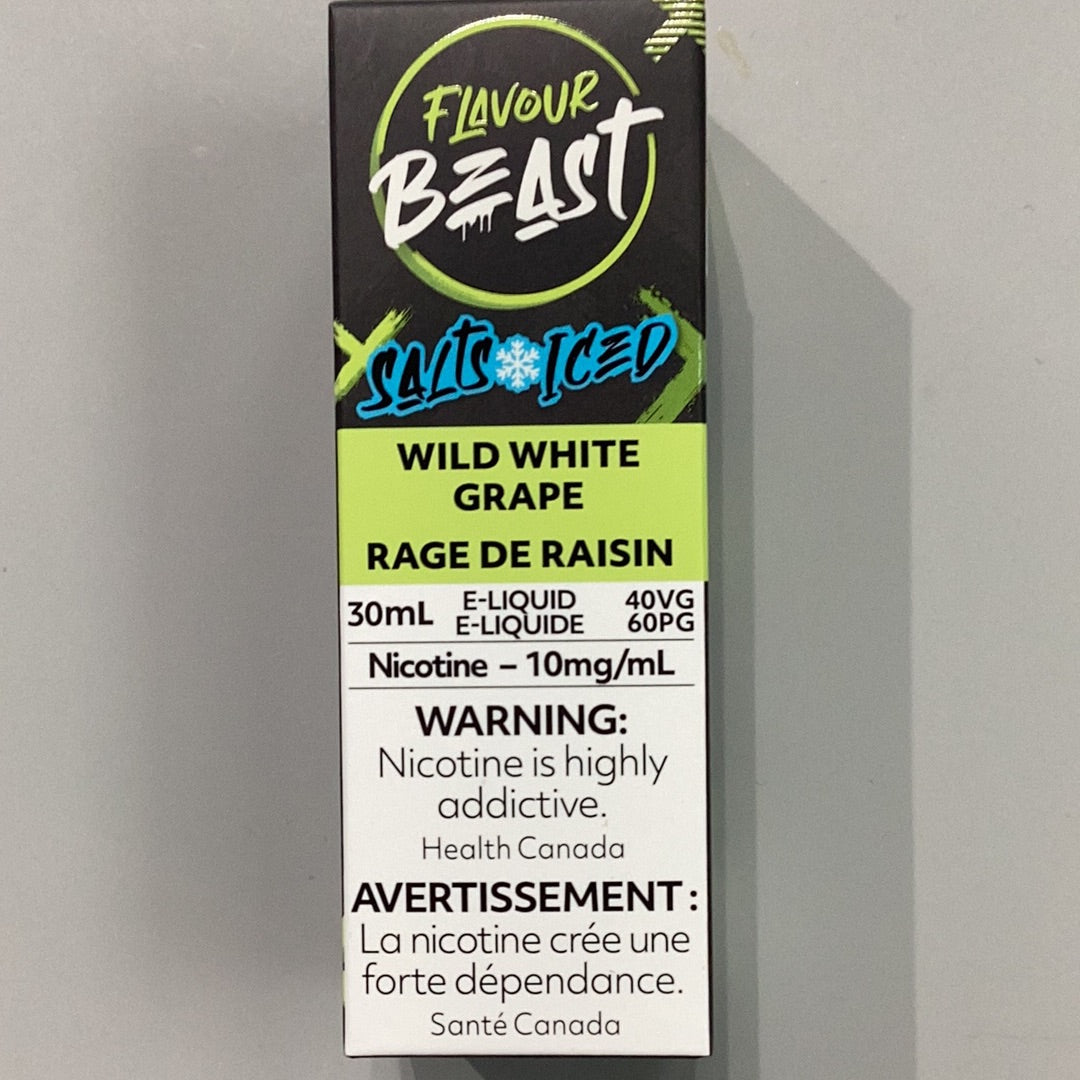 FLAVOUR
BEAST
SALTS ICED
WILD WHITE
GRAPE
RAGE DE RAISIN
30mL
E-LIQUID
E-LIQUIDE
40VG
60PG
Nicotine – 10mg/mL
WARNING:
Nicotine is highly
addictive.
Health Canada
AVERTISSEMENT :
La nicotine crée une
forte dépendance.
Santé Canada